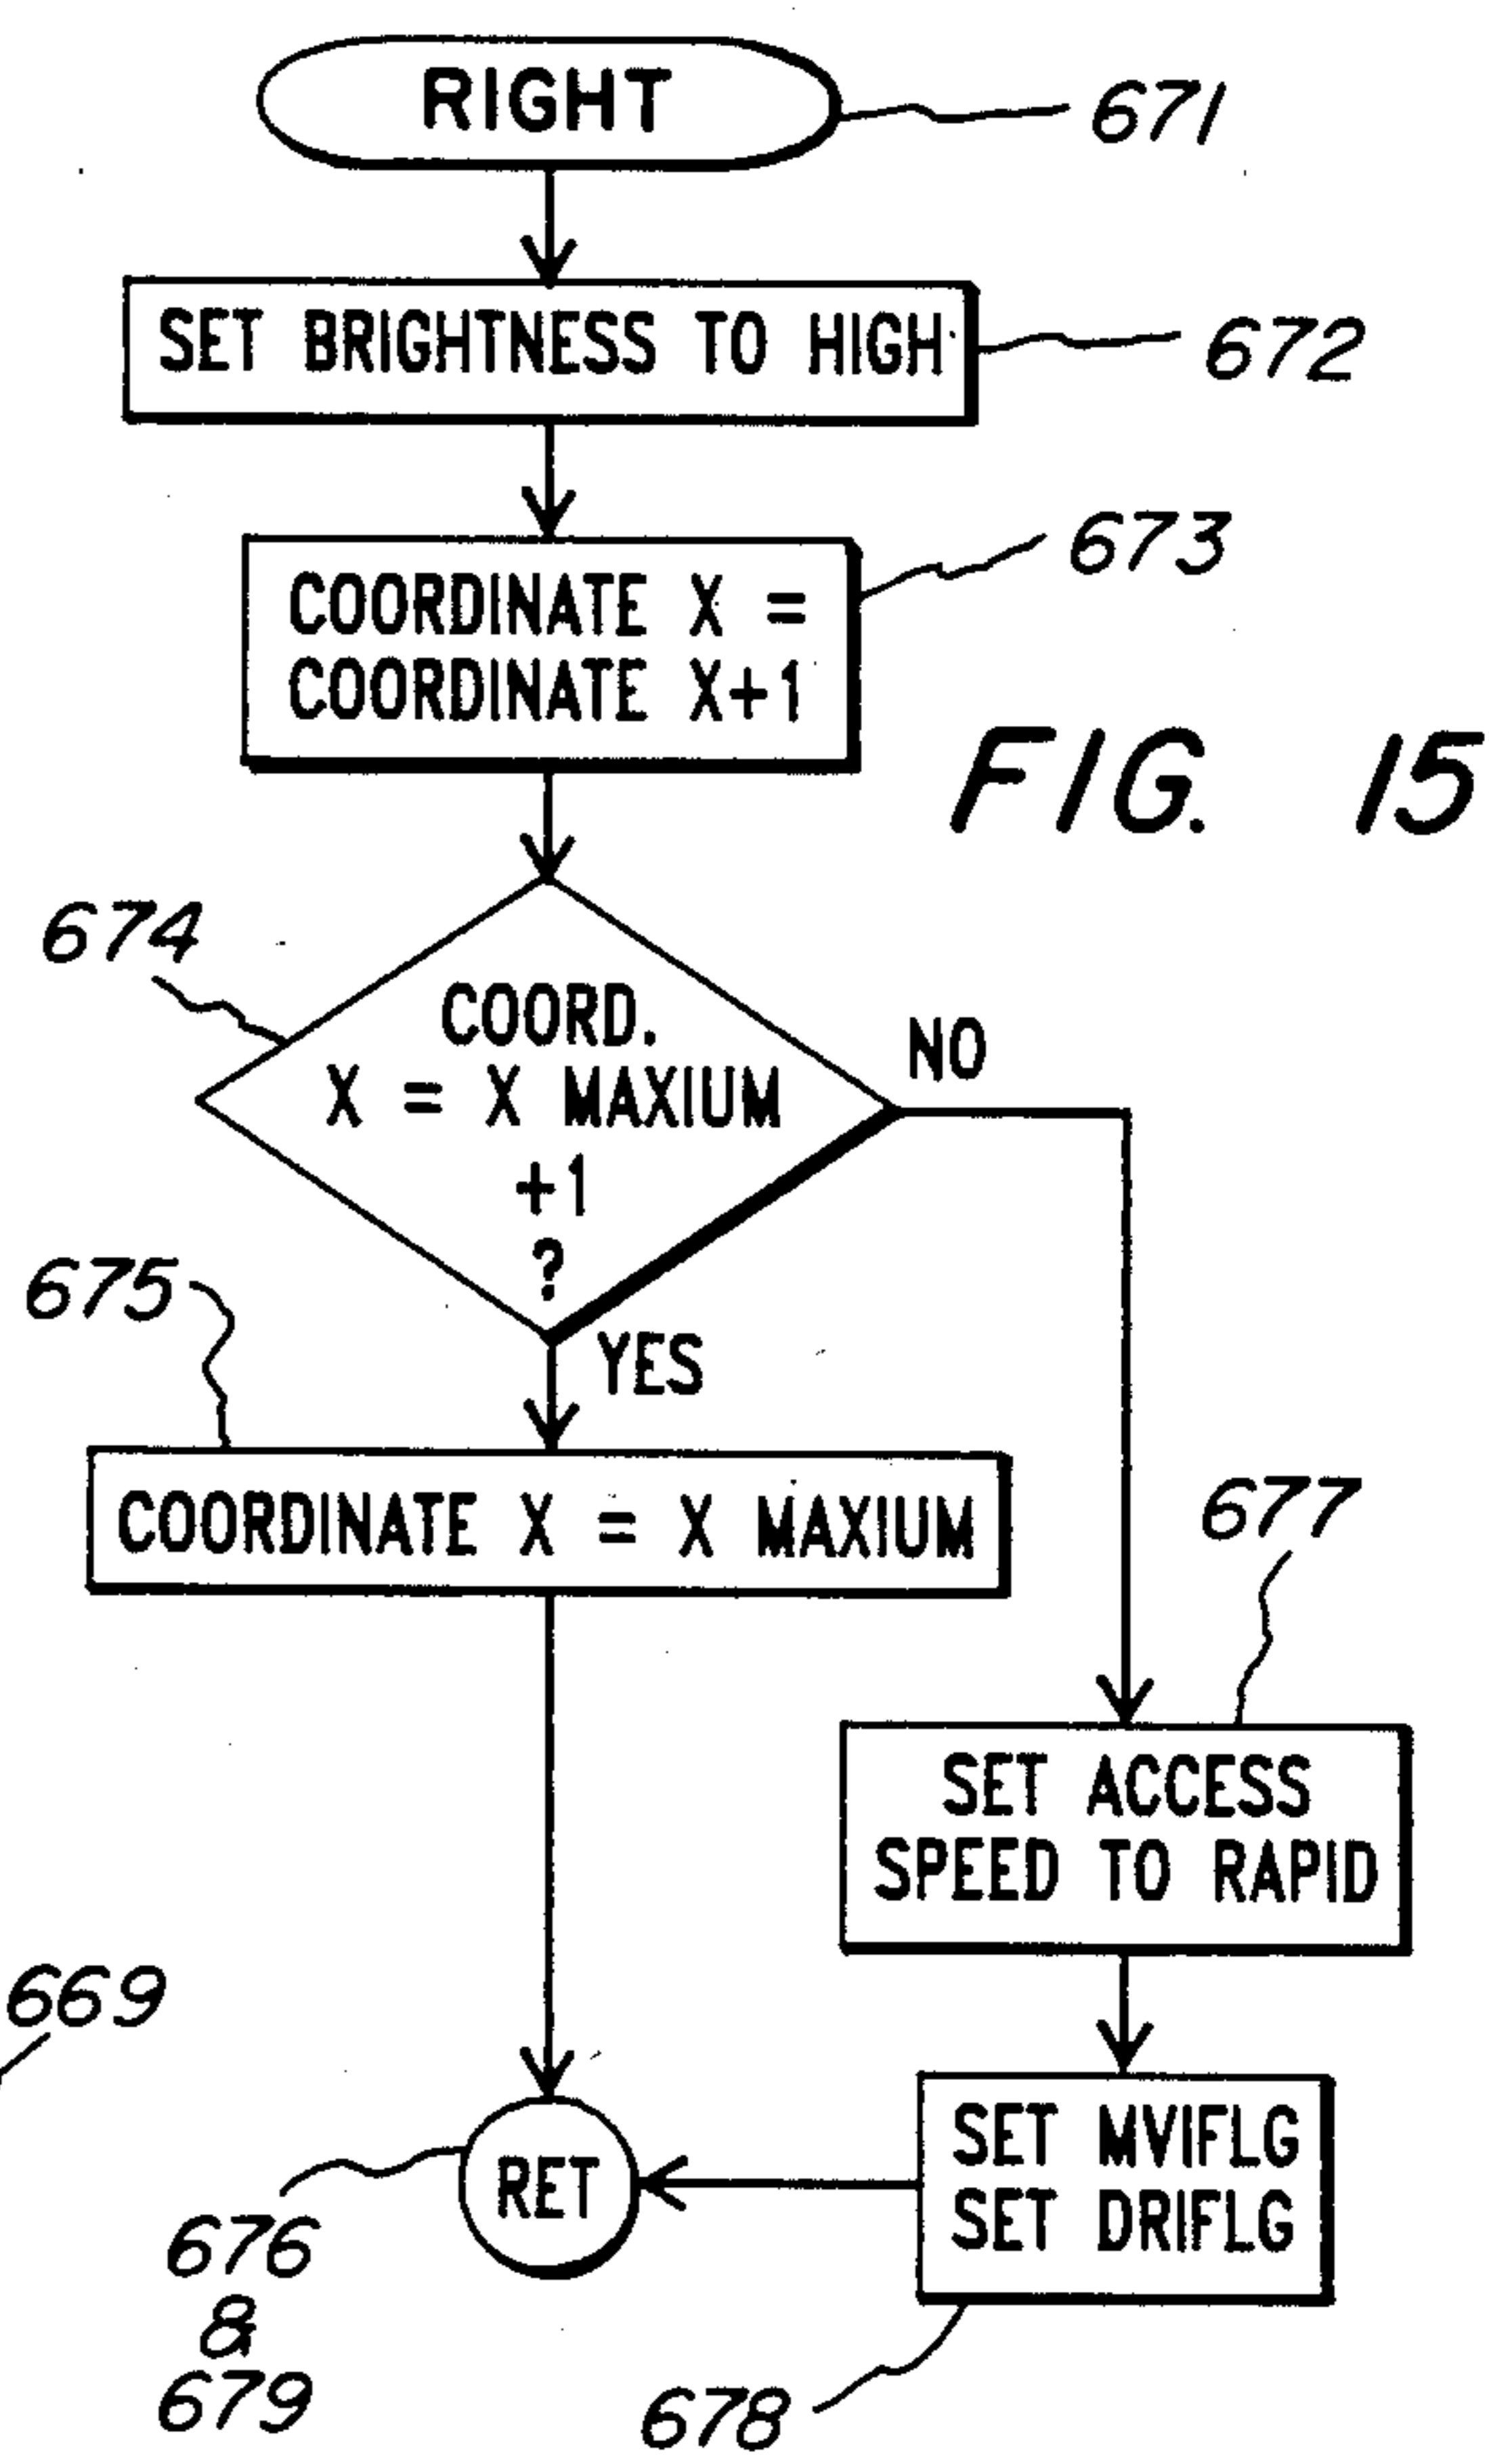 RIGHT
671
SET BRIGHTNESS TO HIGH
672
673
COORDINATE X =
COORDINATE X+1
FIG. 15
674
COORD.
X = X MAXIUM
+1
?
NO
YES
675
COORDINATE X = X MAXIUM
677
SET ACCESS
SPEED TO RAPID
669
SET MVIFLG
SET DRIFLG
RET
676
&
679
678